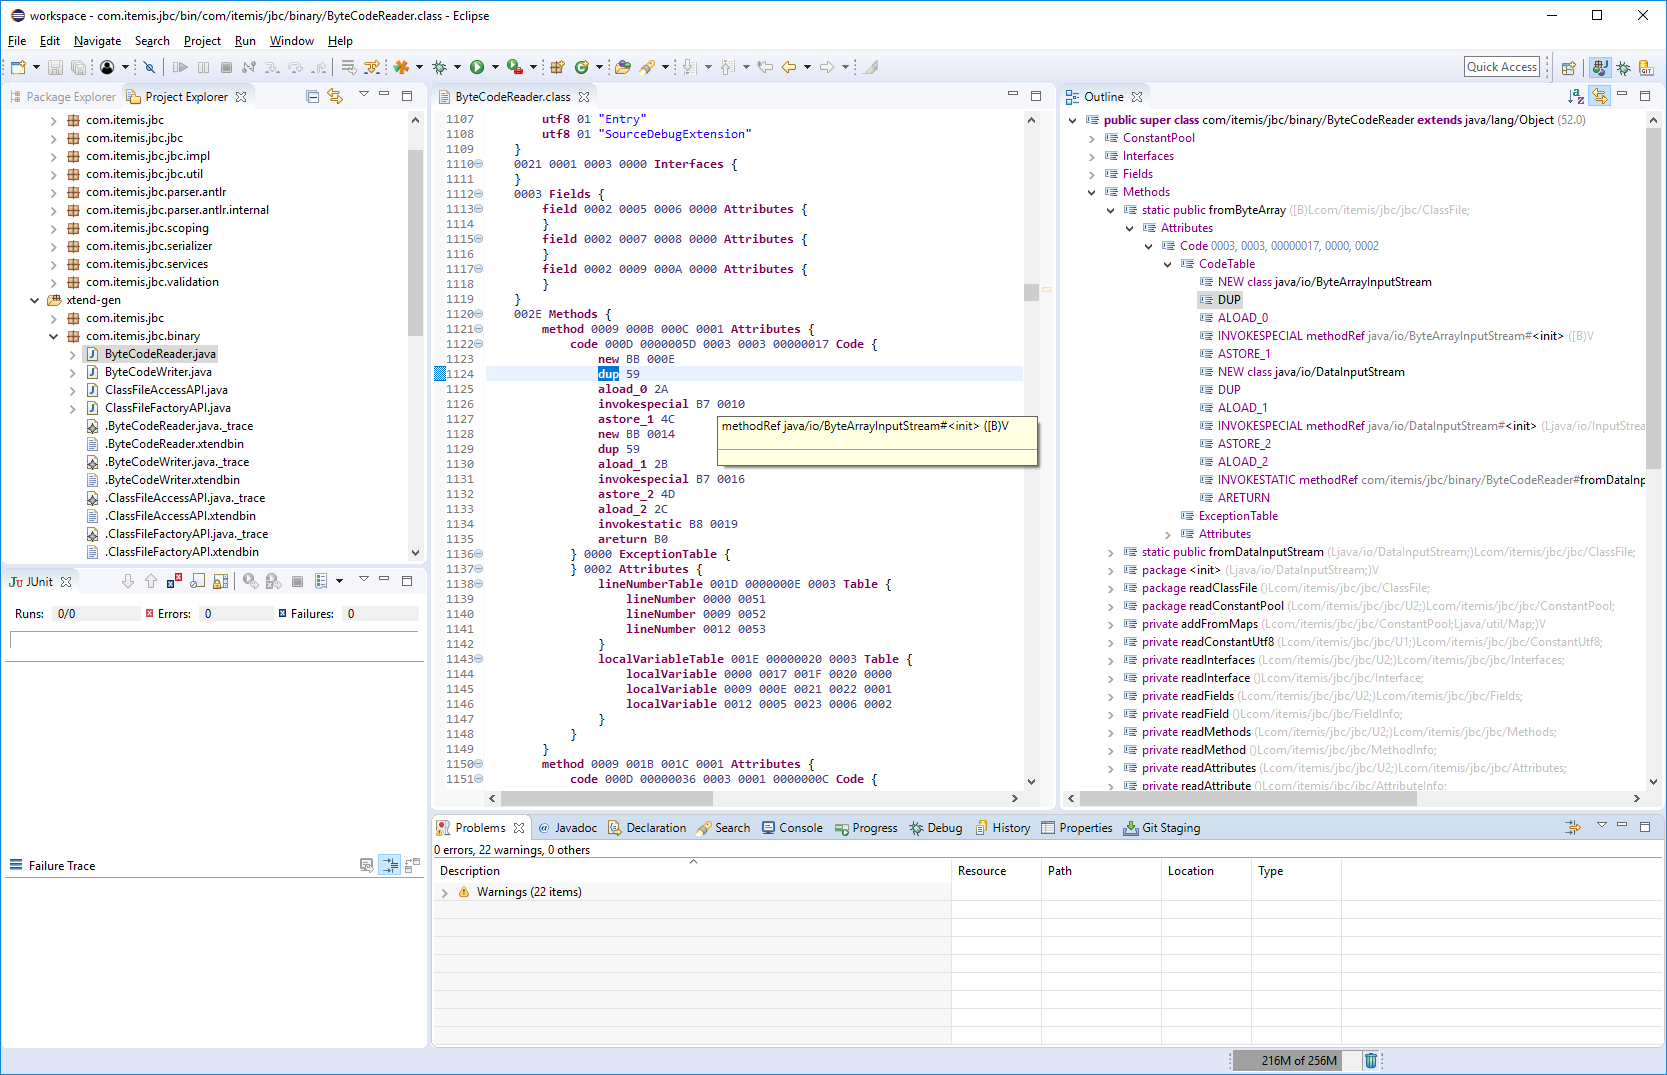 workspace - com.itemis.jbc/bin/com/itemis/jbc/binary/ByteCodeReader.class - Eclipse
File Edit Navigate Search Project Run Window Help
Quick Access
Package Explorer Project Explorer
com.itemis.jbc
com.itemis.jbc.jbc
com.itemis.jbc.jbc.impl
com.itemis.jbc.jbc.util
com.itemis.jbc.parser.antlr
com.itemis.jbc.parser.antlr.internal
com.itemis.jbc.scoping
com.itemis.jbc.serializer
com.itemis.jbc.services
com.itemis.jbc.validation
xtend-gen
com.itemis.jbc
com.itemis.jbc.binary
ByteCodeReader.java
ByteCodeWriter.java
ClassFileAccessAPI.java
ClassFileFactoryAPI.java
.ByteCodeReader.java._trace
.ByteCodeReader.xtendbin
.ByteCodeWriter.java._trace
.ByteCodeWriter.xtendbin
.ClassFileAccessAPI.java._trace
.ClassFileAccessAPI.xtendbin
.ClassFileFactoryAPI.java._trace
.ClassFileFactoryAPI.xtendbin
JUnit
Runs: 0/0 Errors: 0 Failures: 0
Failure Trace
ByteCodeReader.class
1107 utf8 01 "Entry"
1108 utf8 01 "SourceDebugExtension"
1109 }
1110 0021 0001 0003 0000 Interfaces {
1111 }
1112 0003 Fields {
1113 field 0002 0005 0006 0000 Attributes {
1114 }
1115 field 0002 0007 0008 0000 Attributes {
1116 }
1117 field 0002 0009 000A 0000 Attributes {
1118 }
1119 }
1120 002E Methods {
1121 method 0009 000B 000C 0001 Attributes {
1122 code 000D 0000005D 0003 0003 00000017 Code {
1123 new BB 000E
1124 dup 59
1125 aload_0 2A
1126 invokespecial B7 0010
1127 astore_1 4C
1128 new BB 0014
1129 dup 59
1130 aload_1 2B
1131 invokespecial B7 0016
1132 astore_2 4D
1133 aload_2 2C
1134 invokestatic B8 0019
1135 areturn B0
1136 } 0000 ExceptionTable {
1137 } 0002 Attributes {
1138 lineNumberTable 001D 0000000E 0003 Table {
1139 lineNumber 0000 0051
1140 lineNumber 0009 0052
1141 lineNumber 0012 0053
1142 }
1143 localVariableTable 001E 00000020 0003 Table {
1144 localVariable 0000 0017 001F 0020 0000
1145 localVariable 0009 000E 0021 0022 0001
1146 localVariable 0012 0005 0023 0006 0002
1147 }
1148 }
1149 }
1150 method 0009 001B 001C 0001 Attributes {
1151 code 000D 00000036 0003 0001 0000000C Code {
methodRef java/io/ByteArrayInputStream#<init> ([B)V
Outline
public super class com/itemis/jbc/binary/ByteCodeReader extends java/lang/Object (52.0)
ConstantPool
Interfaces
Fields
Methods
static public fromByteArray ([B)Lcom/itemis/jbc/jbc/ClassFile;
Attributes
Code 0003, 0003, 00000017, 0000, 0002
CodeTable
NEW class java/io/ByteArrayInputStream
DUP
ALOAD_0
INVOKESPECIAL methodRef java/io/ByteArrayInputStream#<init> ([B)V
ASTORE_1
NEW class java/io/DataInputStream
DUP
ALOAD_1
INVOKESPECIAL methodRef java/io/DataInputStream#<init> (Ljava/io/InputStrea
ASTORE_2
ALOAD_2
INVOKESTATIC methodRef com/itemis/jbc/binary/ByteCodeReader#fromDataInp
ARETURN
ExceptionTable
Attributes
static public fromDataInputStream (Ljava/io/DataInputStream;)Lcom/itemis/jbc/jbc/ClassFile;
package <init> (Ljava/io/DataInputStream;)V
package readClassFile ()Lcom/itemis/jbc/jbc/ClassFile;
package readConstantPool (Lcom/itemis/jbc/jbc/U2;)Lcom/itemis/jbc/jbc/ConstantPool;
private addFromMaps (Lcom/itemis/jbc/jbc/ConstantPool;Ljava/util/Map;)V
private readConstantUtf8 (Lcom/itemis/jbc/jbc/U1;)Lcom/itemis/jbc/jbc/ConstantUtf8;
private readInterfaces (Lcom/itemis/jbc/jbc/U2;)Lcom/itemis/jbc/jbc/Interfaces;
private readInterface ()Lcom/itemis/jbc/jbc/Interface;
private readFields (Lcom/itemis/jbc/jbc/U2;)Lcom/itemis/jbc/jbc/Fields;
private readField ()Lcom/itemis/jbc/jbc/FieldInfo;
private readMethods (Lcom/itemis/jbc/jbc/U2;)Lcom/itemis/jbc/jbc/Methods;
private readMethod ()Lcom/itemis/jbc/jbc/MethodInfo;
private readAttributes (Lcom/itemis/jbc/jbc/U2;)Lcom/itemis/jbc/jbc/Attributes;
private readAttribute ()Lcom/itemis/jbc/jbc/AttributeInfo;
Problems Javadoc Declaration Search Console Progress Debug History Properties Git Staging
0 errors, 22 warnings, 0 others
Description Resource Path Location Type
Warnings (22 items)
216M of 256M